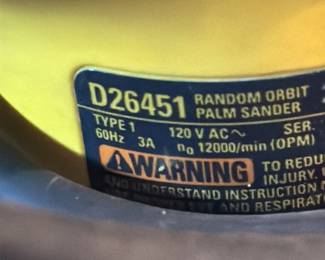 D26451 RANDOM ORBIT
PALM SANDER
TYPE 1 120 V AC~ SER.
60Hz 3A n₀ 12000/min (OPM)
WARNING TO REDU
INJURY,
AND UNDERSTAND INSTRUCTION
EYE AND RESPIRAT